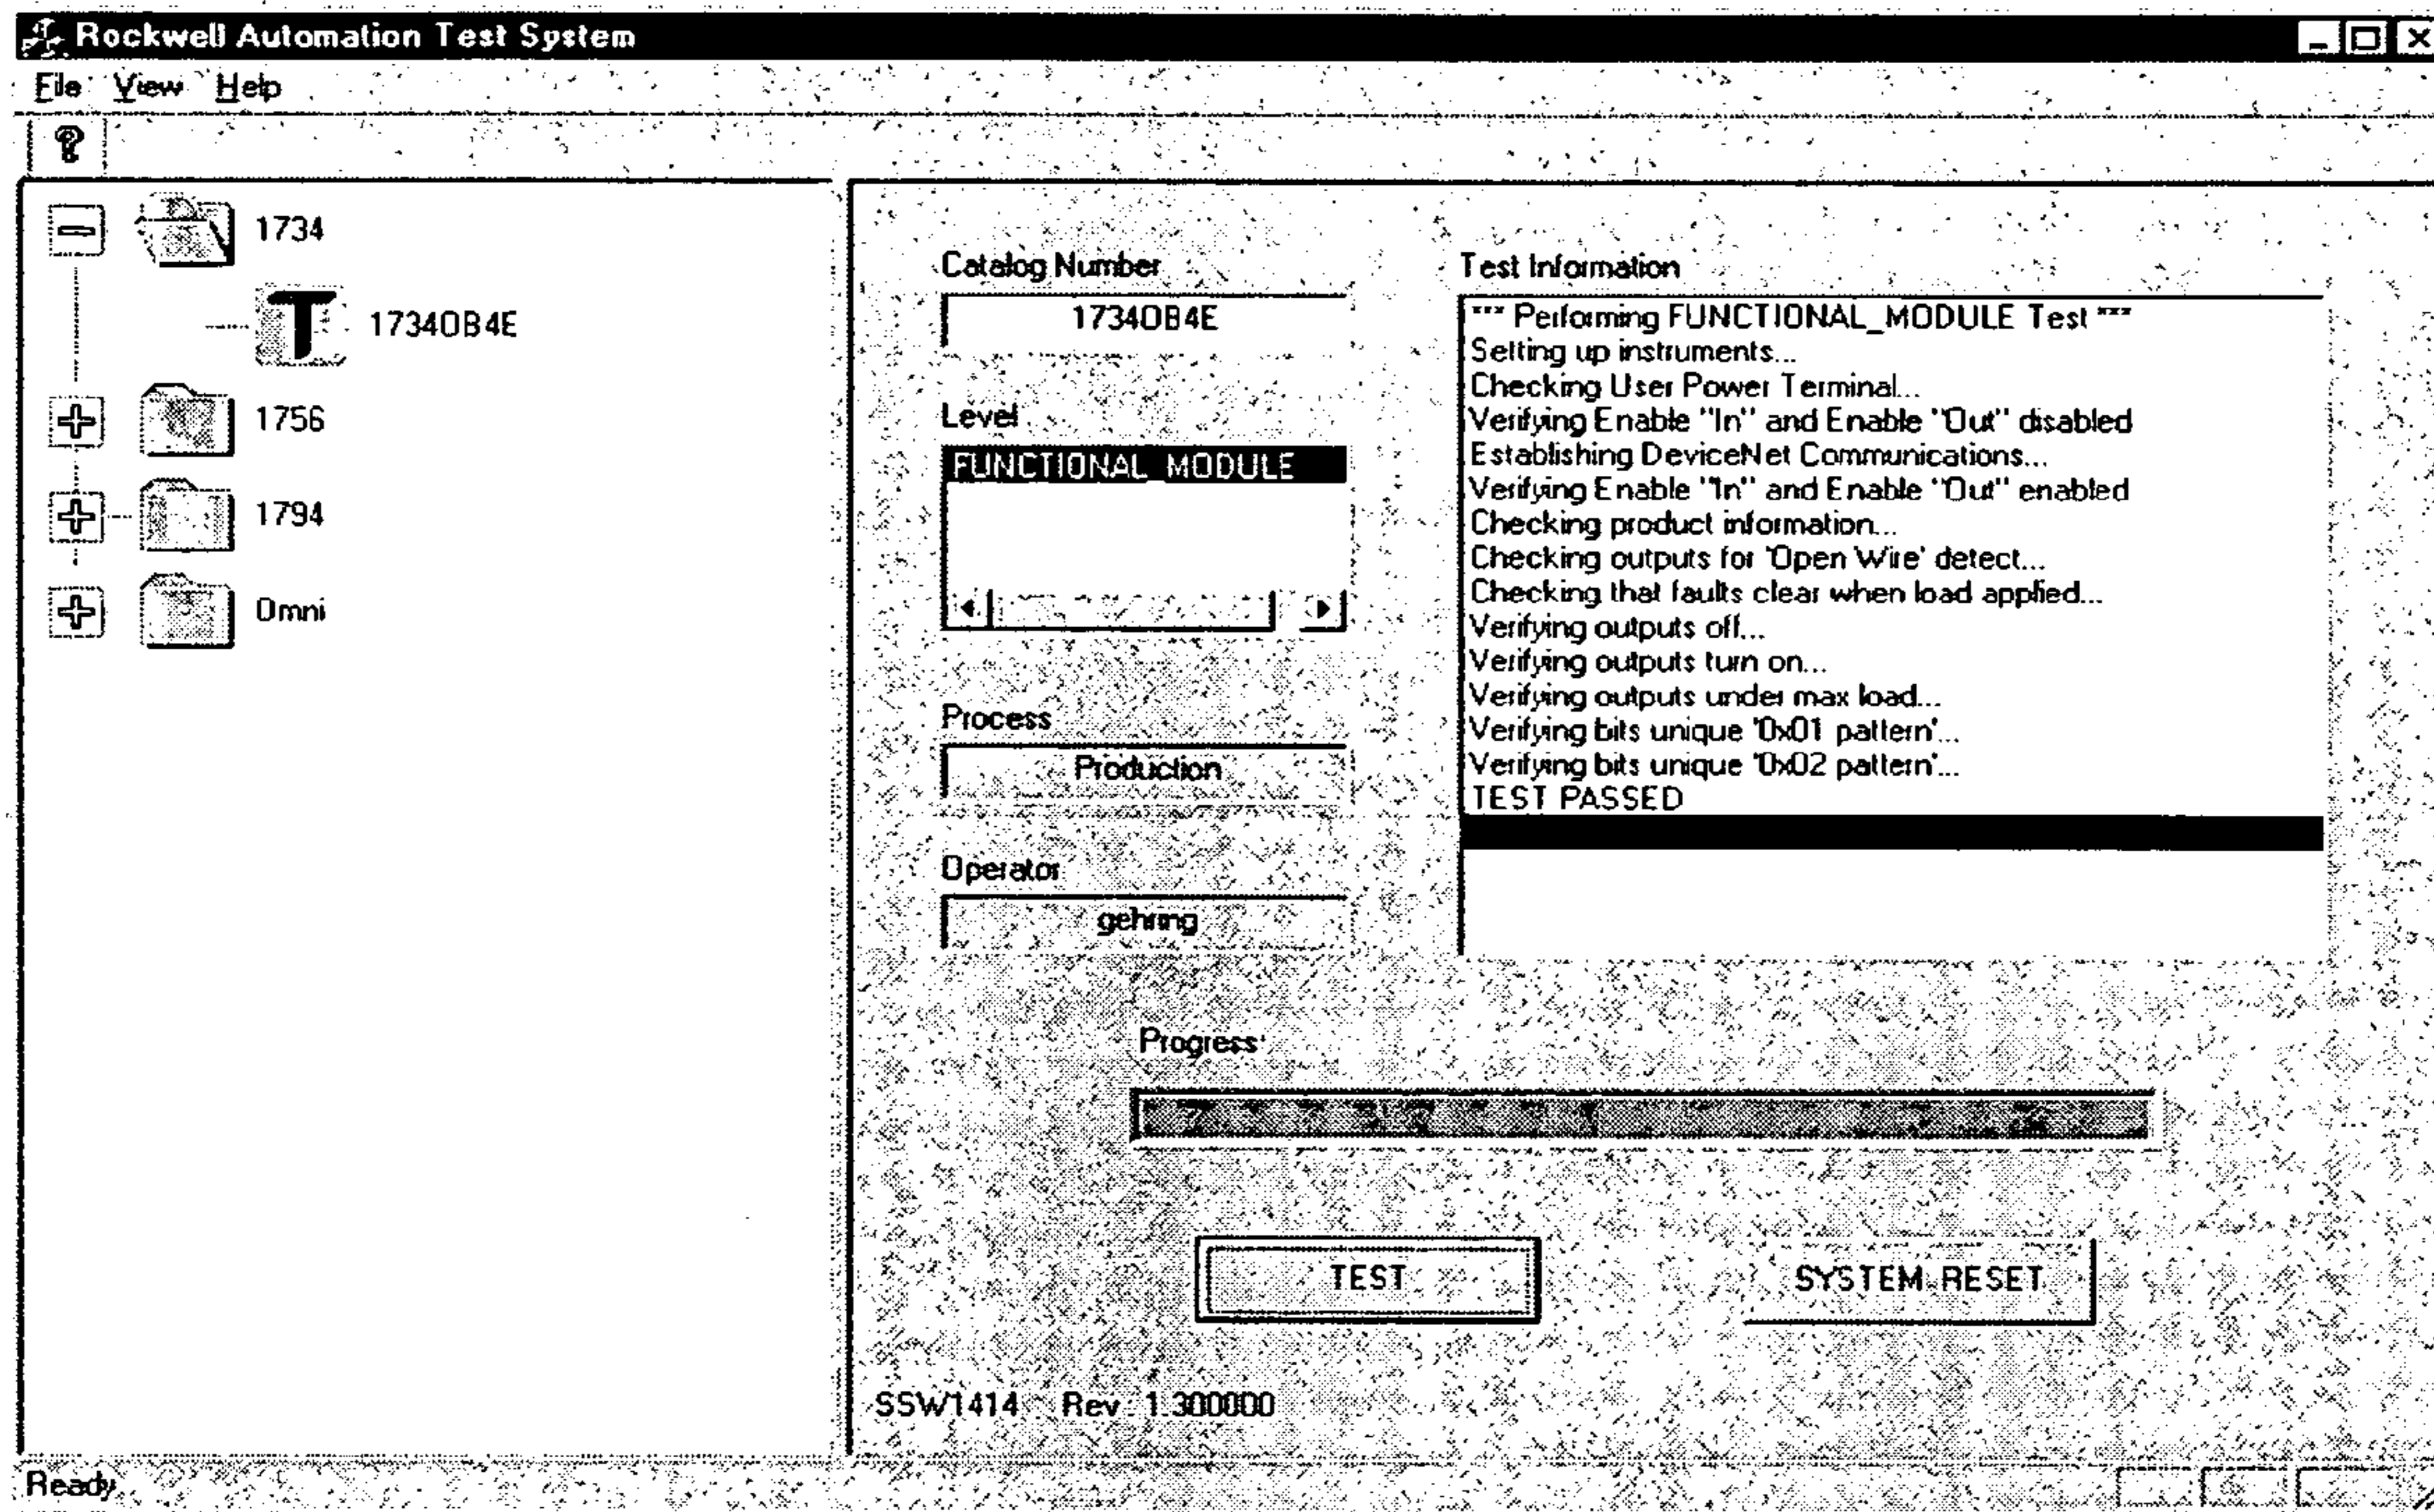 Rockwell Automation Test System
File View Help
1734
1734OB4E
1756
1794
Omni
Catalog Number
1734OB4E
Level
FUNCTIONAL_MODULE
Process
Production
Operator
gehring
Test Information
*** Performing FUNCTIONAL_MODULE Test ***
Setting up instruments...
Checking User Power Terminal...
Verifying Enable "In" and Enable "Out" disabled
Establishing DeviceNet Communications...
Verifying Enable "In" and Enable "Out" enabled
Checking product information...
Checking outputs for 'Open Wire' detect...
Checking that faults clear when load applied...
Verifying outputs off...
Verifying outputs turn on...
Verifying outputs under max load...
Verifying bits unique '0x01 pattern'...
Verifying bits unique '0x02 pattern'...
TEST PASSED
Progress:
TEST
SYSTEM RESET
SSW1414 Rev: 1.300000
Ready